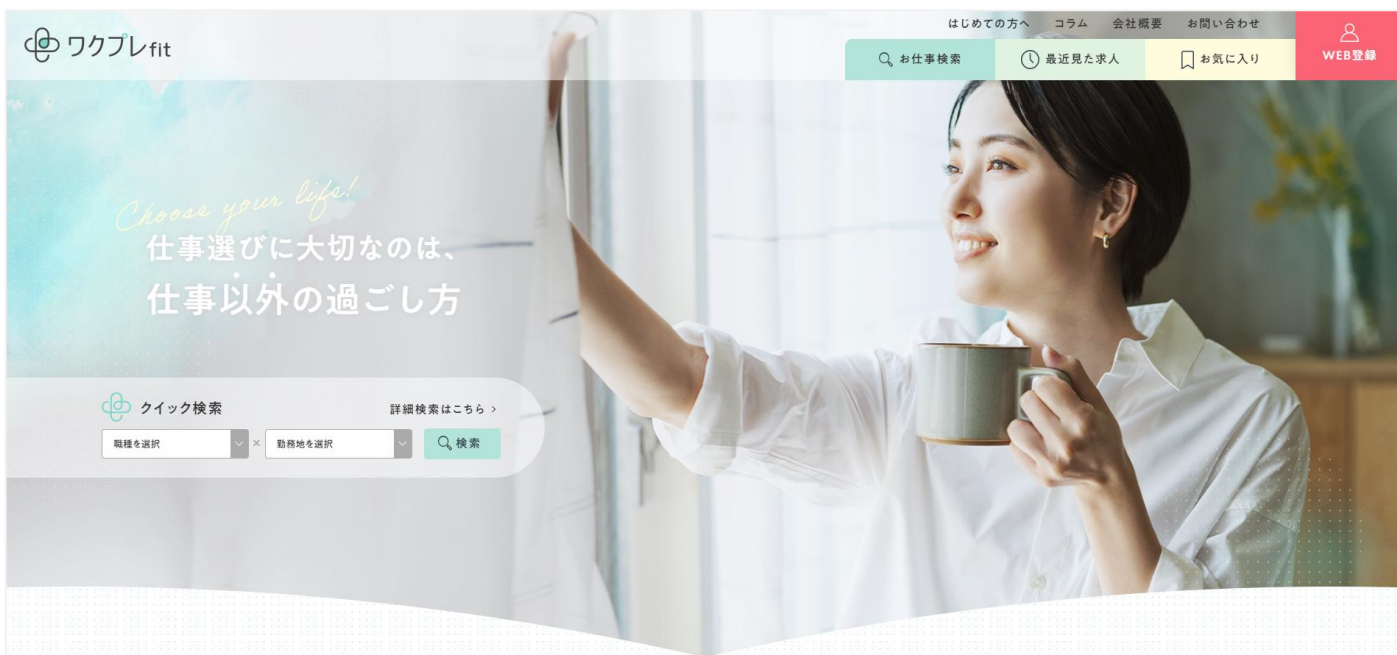 ワクプレfit
はじめての方へ コラム 会社概要 お問い合わせ
お仕事検索 最近見た求人 お気に入り
WEB登録
Choose your life!
仕事選びに大切なのは、
仕事以外の過ごし方
クイック検索 詳細検索はこちら >
職種を選択 × 勤務地を選択 検索